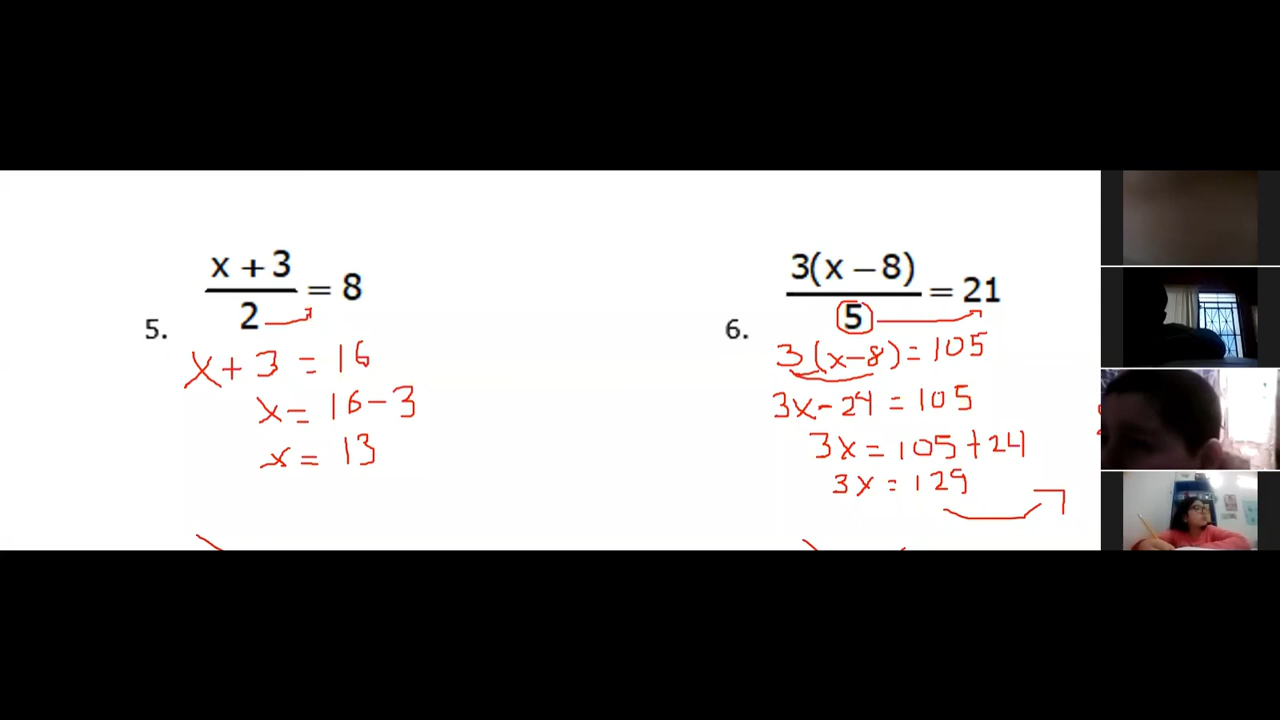 5. x + 3 / 2 = 8
x + 3 = 16
x = 16 - 3
x = 13
6. 3(x - 8) / 5 = 21
3(x - 8) = 105
3x - 24 = 105
3x = 105 + 24
3x = 129